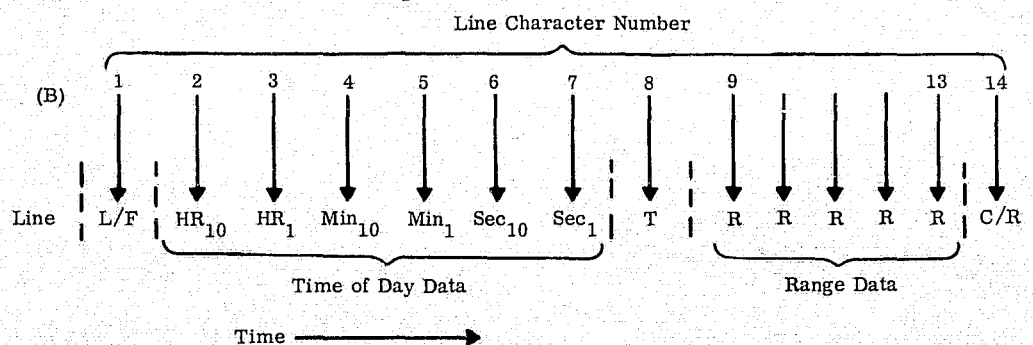 Line Character Number
(B) 1 2 3 4 5 6 7 8 9 13 14
Line L/F HR10 HR1 Min10 Min1 Sec10 Sec1 T R R R R R C/R
Time of Day Data Range Data
Time